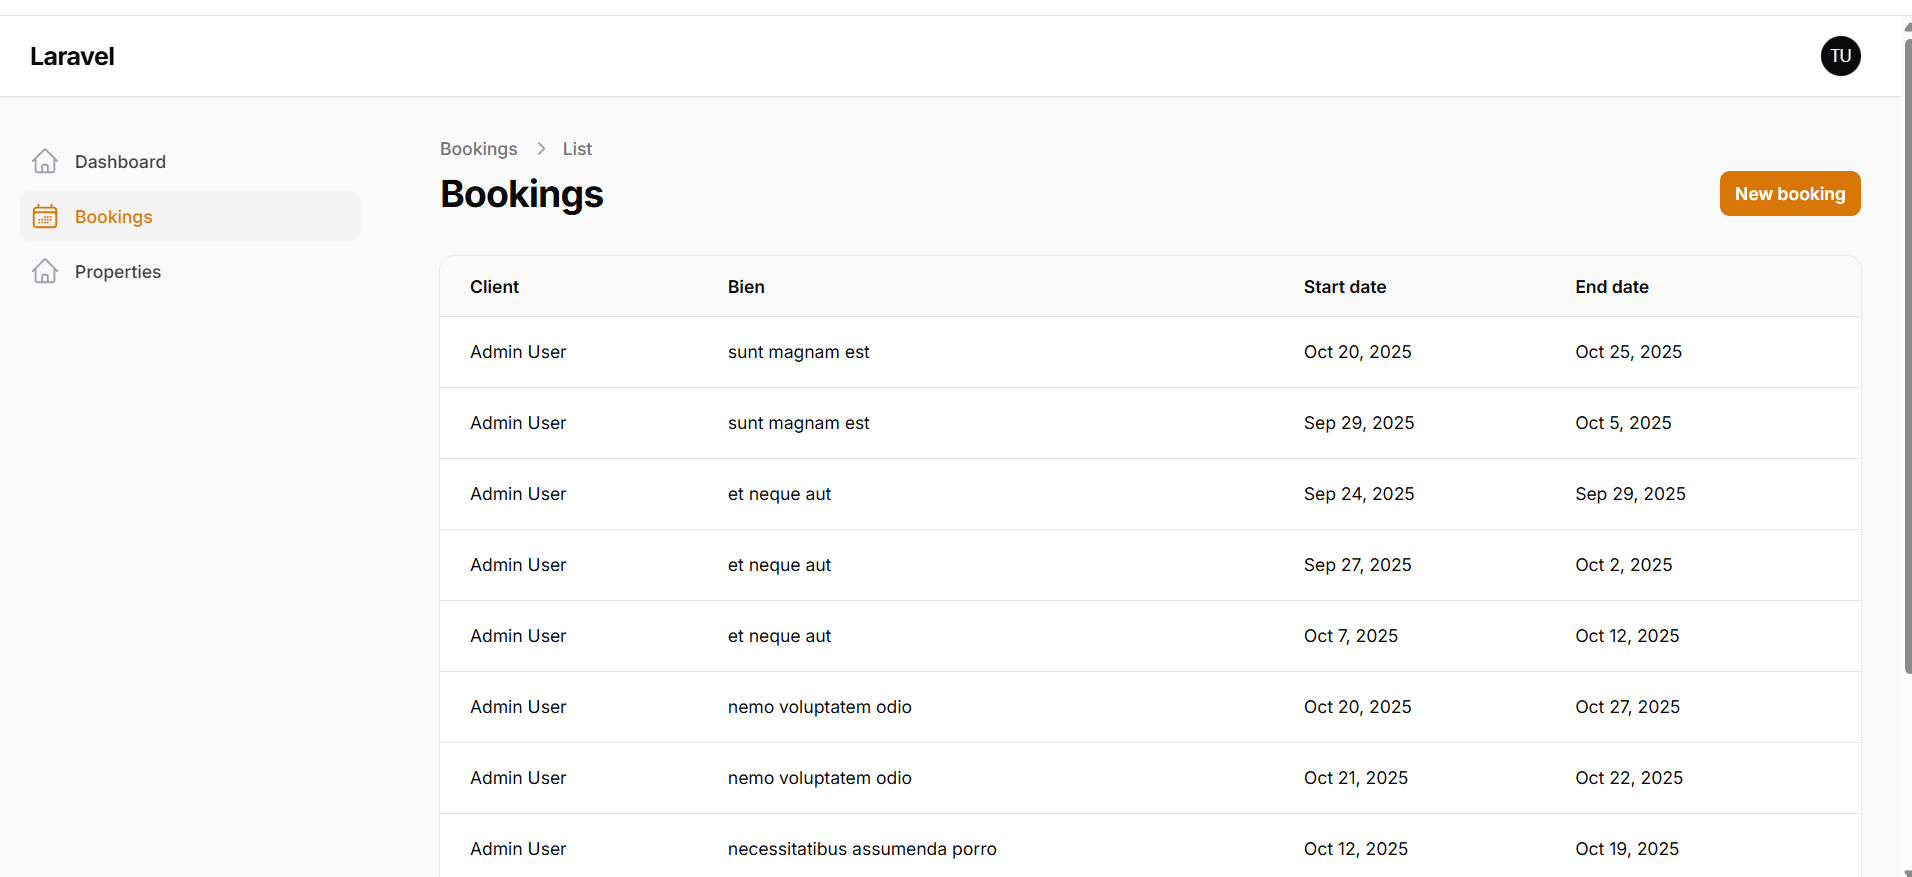 Laravel
TU
Dashboard
Bookings
Properties
Bookings > List
Bookings
New booking
Client Bien Start date End date
Admin User sunt magnam est Oct 20, 2025 Oct 25, 2025
Admin User sunt magnam est Sep 29, 2025 Oct 5, 2025
Admin User et neque aut Sep 24, 2025 Sep 29, 2025
Admin User et neque aut Sep 27, 2025 Oct 2, 2025
Admin User et neque aut Oct 7, 2025 Oct 12, 2025
Admin User nemo voluptatem odio Oct 20, 2025 Oct 27, 2025
Admin User nemo voluptatem odio Oct 21, 2025 Oct 22, 2025
Admin User necessitatibus assumenda porro Oct 12, 2025 Oct 19, 2025